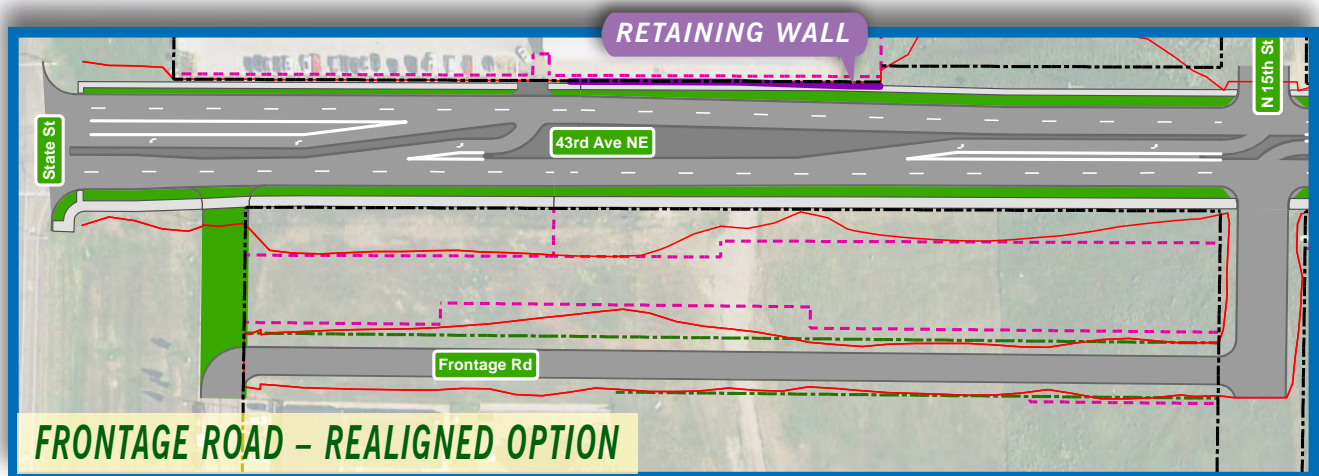 RETAINING WALL
N 15th St
State St
43rd Ave NE
Frontage Rd
FRONTAGE ROAD – REALIGNED OPTION